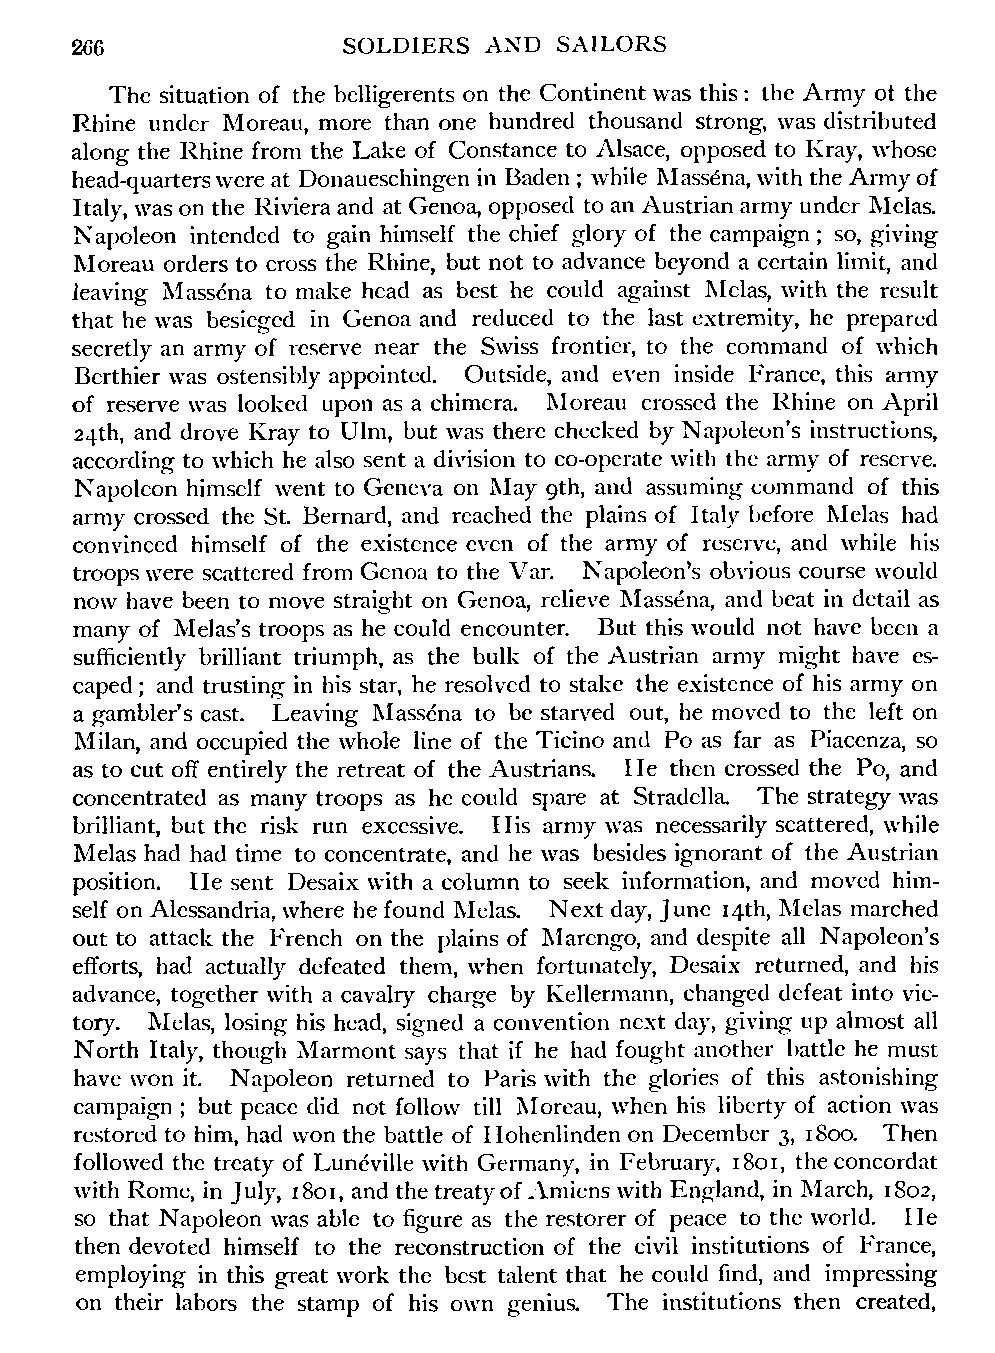 266 SOLDIERS AND SAILORS
The situation of the belligerents on the Continent was this: the Army of the
Rhine under Moreau, more than one hundred thousand strong, was distributed
along the Rhine from the Lake of Constance to Alsace, opposed to Kray, whose
head-quarters were at Donaueschingen in Baden; while Masséna, with the Army of
Italy, was on the Riviera and at Genoa, opposed to an Austrian army under Melas.
Napoleon intended to gain himself the chief glory of the campaign; so, giving
Moreau orders to cross the Rhine, but not to advance beyond a certain limit, and
leaving Masséna to make head as best he could against Melas, with the result
that he was besieged in Genoa and reduced to the last extremity, he prepared
secretly an army of reserve near the Swiss frontier, to the command of which
Berthier was ostensibly appointed. Outside, and even inside France, this army
of reserve was looked upon as a chimera. Moreau crossed the Rhine on April
24th, and drove Kray to Ulm, but was there checked by Napoleon's instructions,
according to which he also sent a division to co-operate with the army of reserve.
Napoleon himself went to Geneva on May 9th, and assuming command of this
army crossed the St. Bernard, and reached the plains of Italy before Melas had
convinced himself of the existence even of the army of reserve, and while his
troops were scattered from Genoa to the Var. Napoleon's obvious course would
now have been to move straight on Genoa, relieve Masséna, and beat in detail as
many of Melas's troops as he could encounter. But this would not have been a
sufficiently brilliant triumph, as the bulk of the Austrian army might have es-
caped; and trusting in his star, he resolved to stake the existence of his army on
a gambler's cast. Leaving Masséna to be starved out, he moved to the left on
Milan, and occupied the whole line of the Ticino and Po as far as Piacenza, so
as to cut off entirely the retreat of the Austrians. He then crossed the Po, and
concentrated as many troops as he could spare at Stradella. The strategy was
brilliant, but the risk run excessive. His army was necessarily scattered, while
Melas had had time to concentrate, and he was besides ignorant of the Austrian
position. He sent Desaix with a column to seek information, and moved him-
self on Alessandria, where he found Melas. Next day, June 14th, Melas marched
out to attack the French on the plains of Marengo, and despite all Napoleon's
efforts, had actually defeated them, when fortunately, Desaix returned, and his
advance, together with a cavalry charge by Kellermann, changed defeat into vic-
tory. Melas, losing his head, signed a convention next day, giving up almost all
North Italy, though Marmont says that if he had fought another battle he must
have won it. Napoleon returned to Paris with the glories of this astonishing
campaign; but peace did not follow till Moreau, when his liberty of action was
restored to him, had won the battle of Hohenlinden on December 3, 1800. Then
followed the treaty of Lunéville with Germany, in February, 1801, the concordat
with Rome, in July, 1801, and the treaty of Amiens with England, in March, 1802,
so that Napoleon was able to figure as the restorer of peace to the world. He
then devoted himself to the reconstruction of the civil institutions of France,
employing in this great work the best talent that he could find, and impressing
on their labors the stamp of his own genius. The institutions then created,